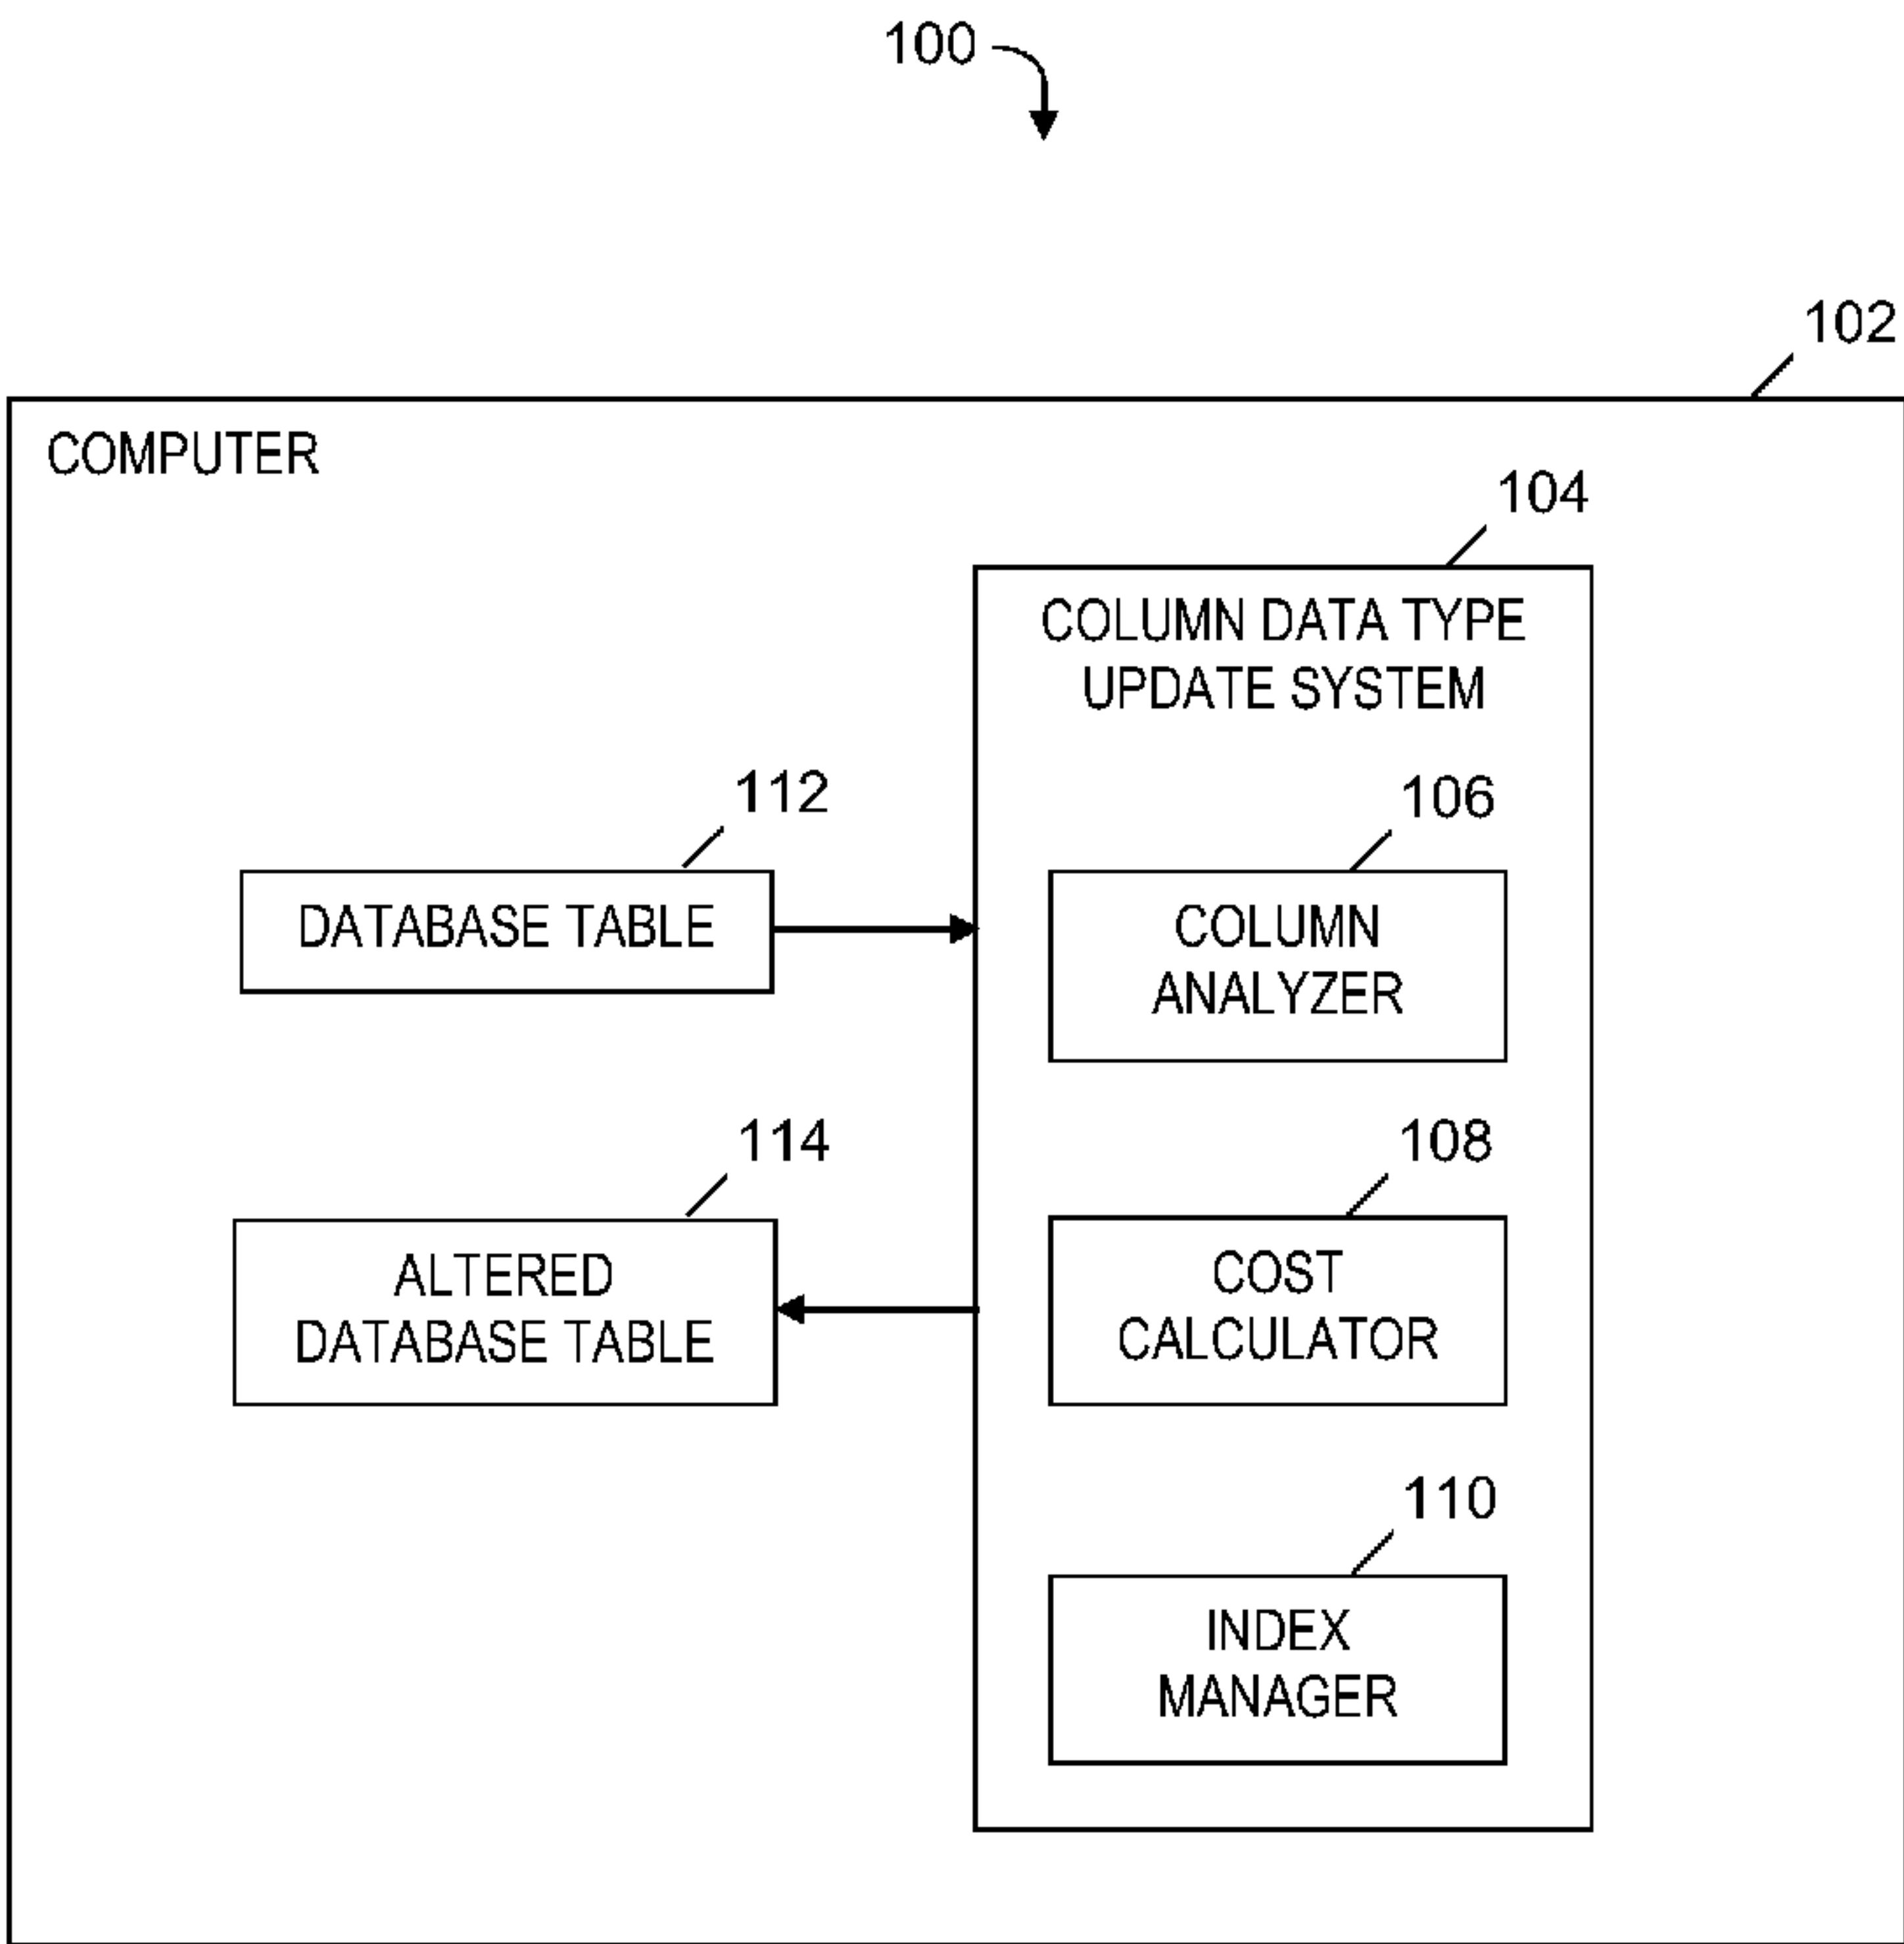 100
102
COMPUTER
104
COLUMN DATA TYPE
UPDATE SYSTEM
112
106
DATABASE TABLE
COLUMN
ANALYZER
114
108
ALTERED
DATABASE TABLE
COST
CALCULATOR
110
INDEX
MANAGER